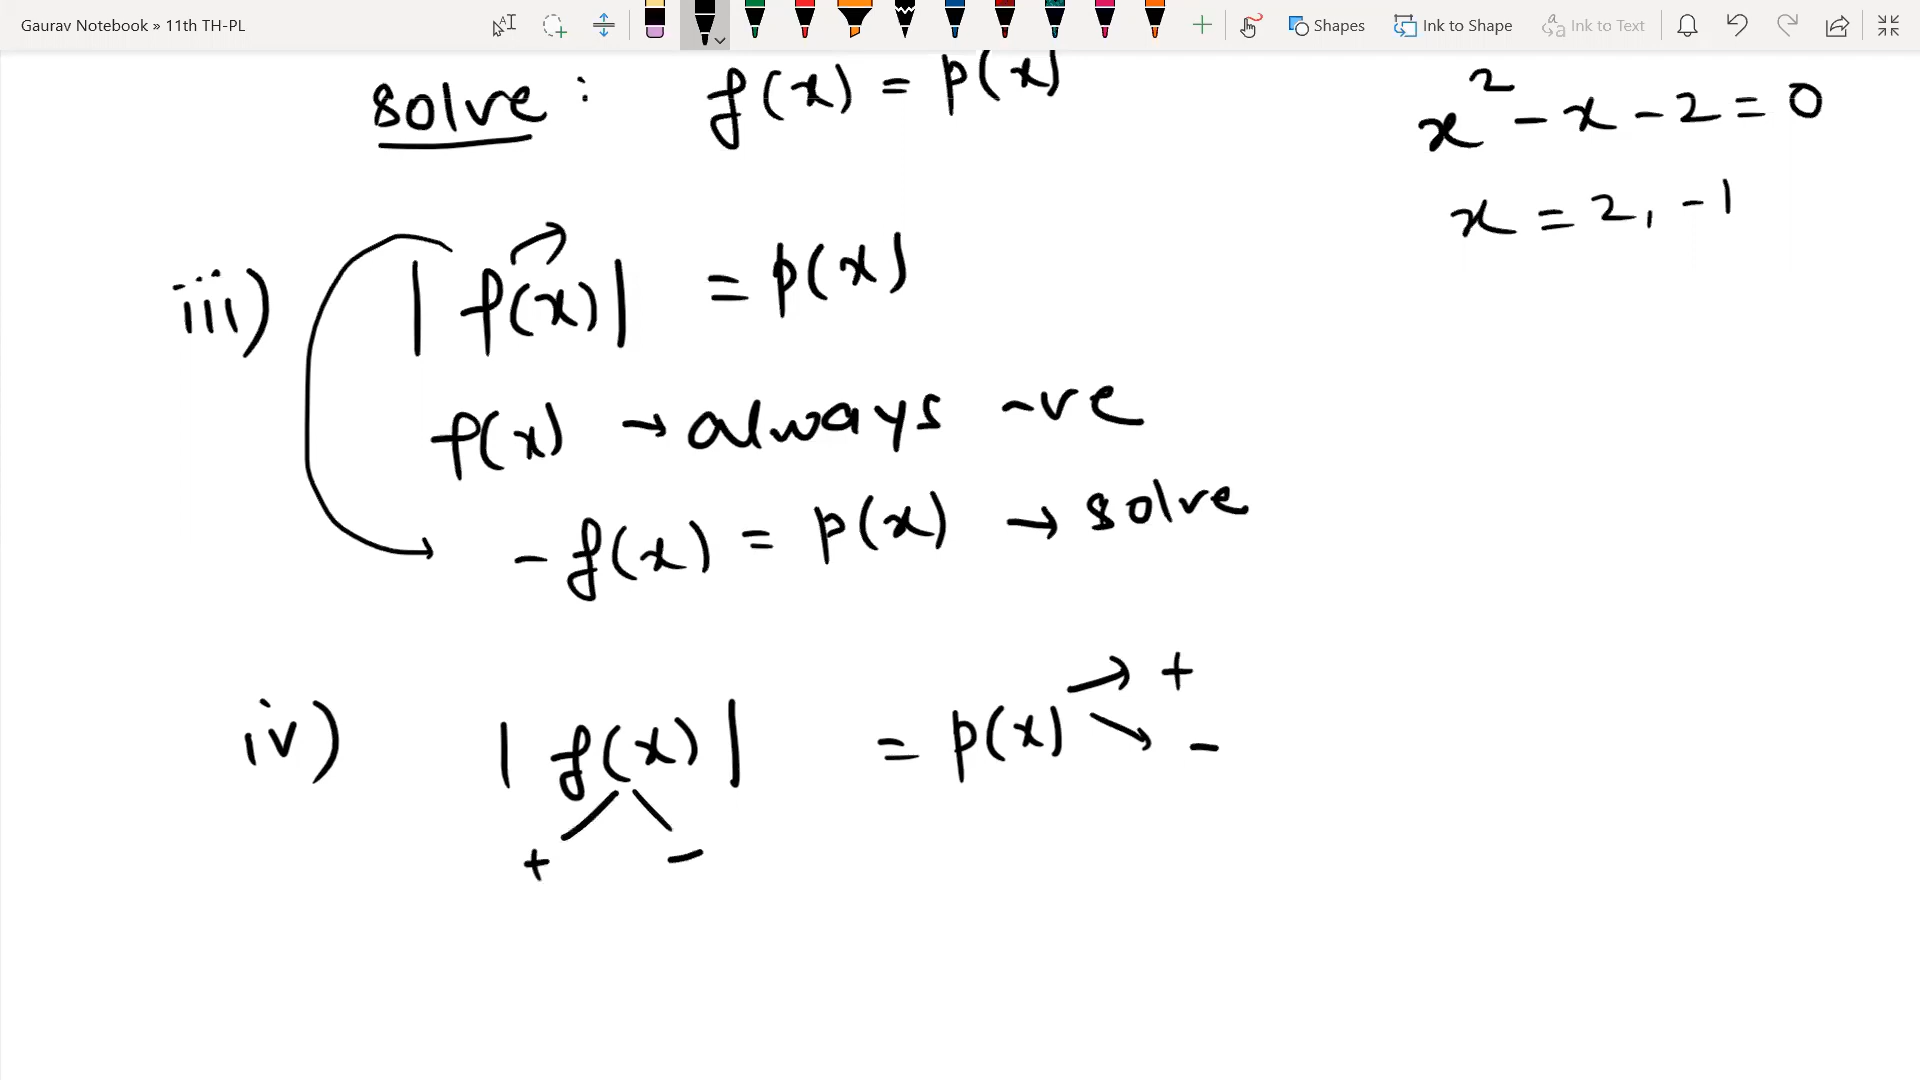 Gaurav Notebook » 11th TH-PL
Shapes
Ink to Shape
Ink to Text
solve : f(x) = p(x)
x² - x - 2 = 0
x = 2, -1
iii) |f(x)| = p(x)
f(x) → always -ve
-f(x) = p(x) → solve
iv) |f(x)| = p(x) → +
→ -
+ -